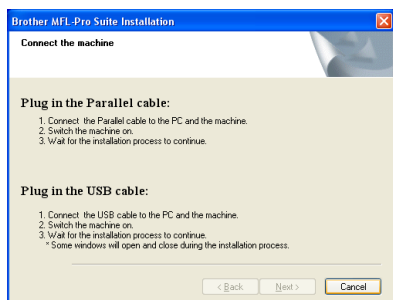 Brother MFL-Pro Suite Installation
Connect the machine
Plug in the Parallel cable:
1. Connect the Parallel cable to the PC and the machine.
2. Switch the machine on.
3. Wait for the installation process to continue.
Plug in the USB cable:
1. Connect the USB cable to the PC and the machine.
2. Switch the machine on.
3. Wait for the installation process to continue.
* Some windows will open and close during the installation process.
< Back Next > Cancel